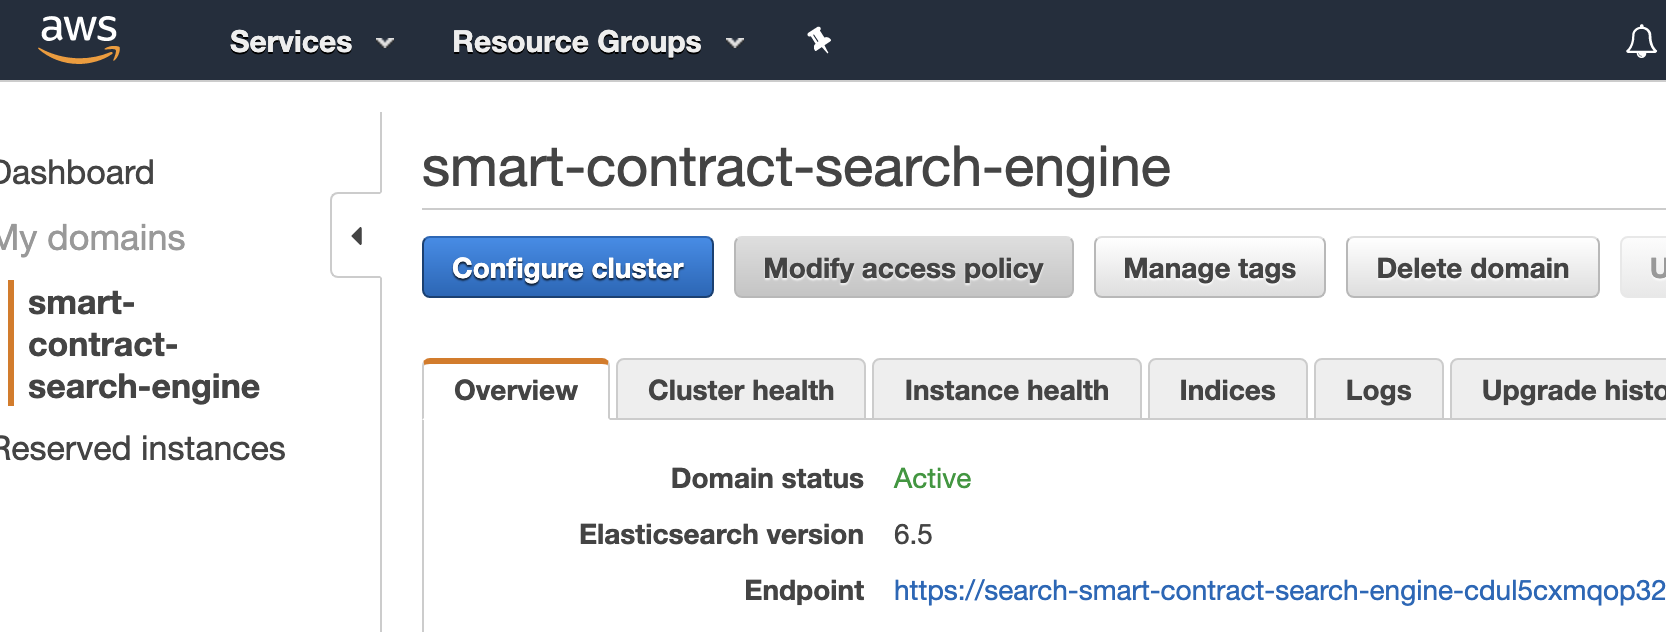 aws Services Resource Groups
Dashboard
My domains
smart-
contract-
search-engine
Reserved instances
smart-contract-search-engine
Configure cluster Modify access policy Manage tags Delete domain U
Overview Cluster health Instance health Indices Logs Upgrade histo
Domain status Active
Elasticsearch version 6.5
Endpoint https://search-smart-contract-search-engine-cdul5cxmqop32